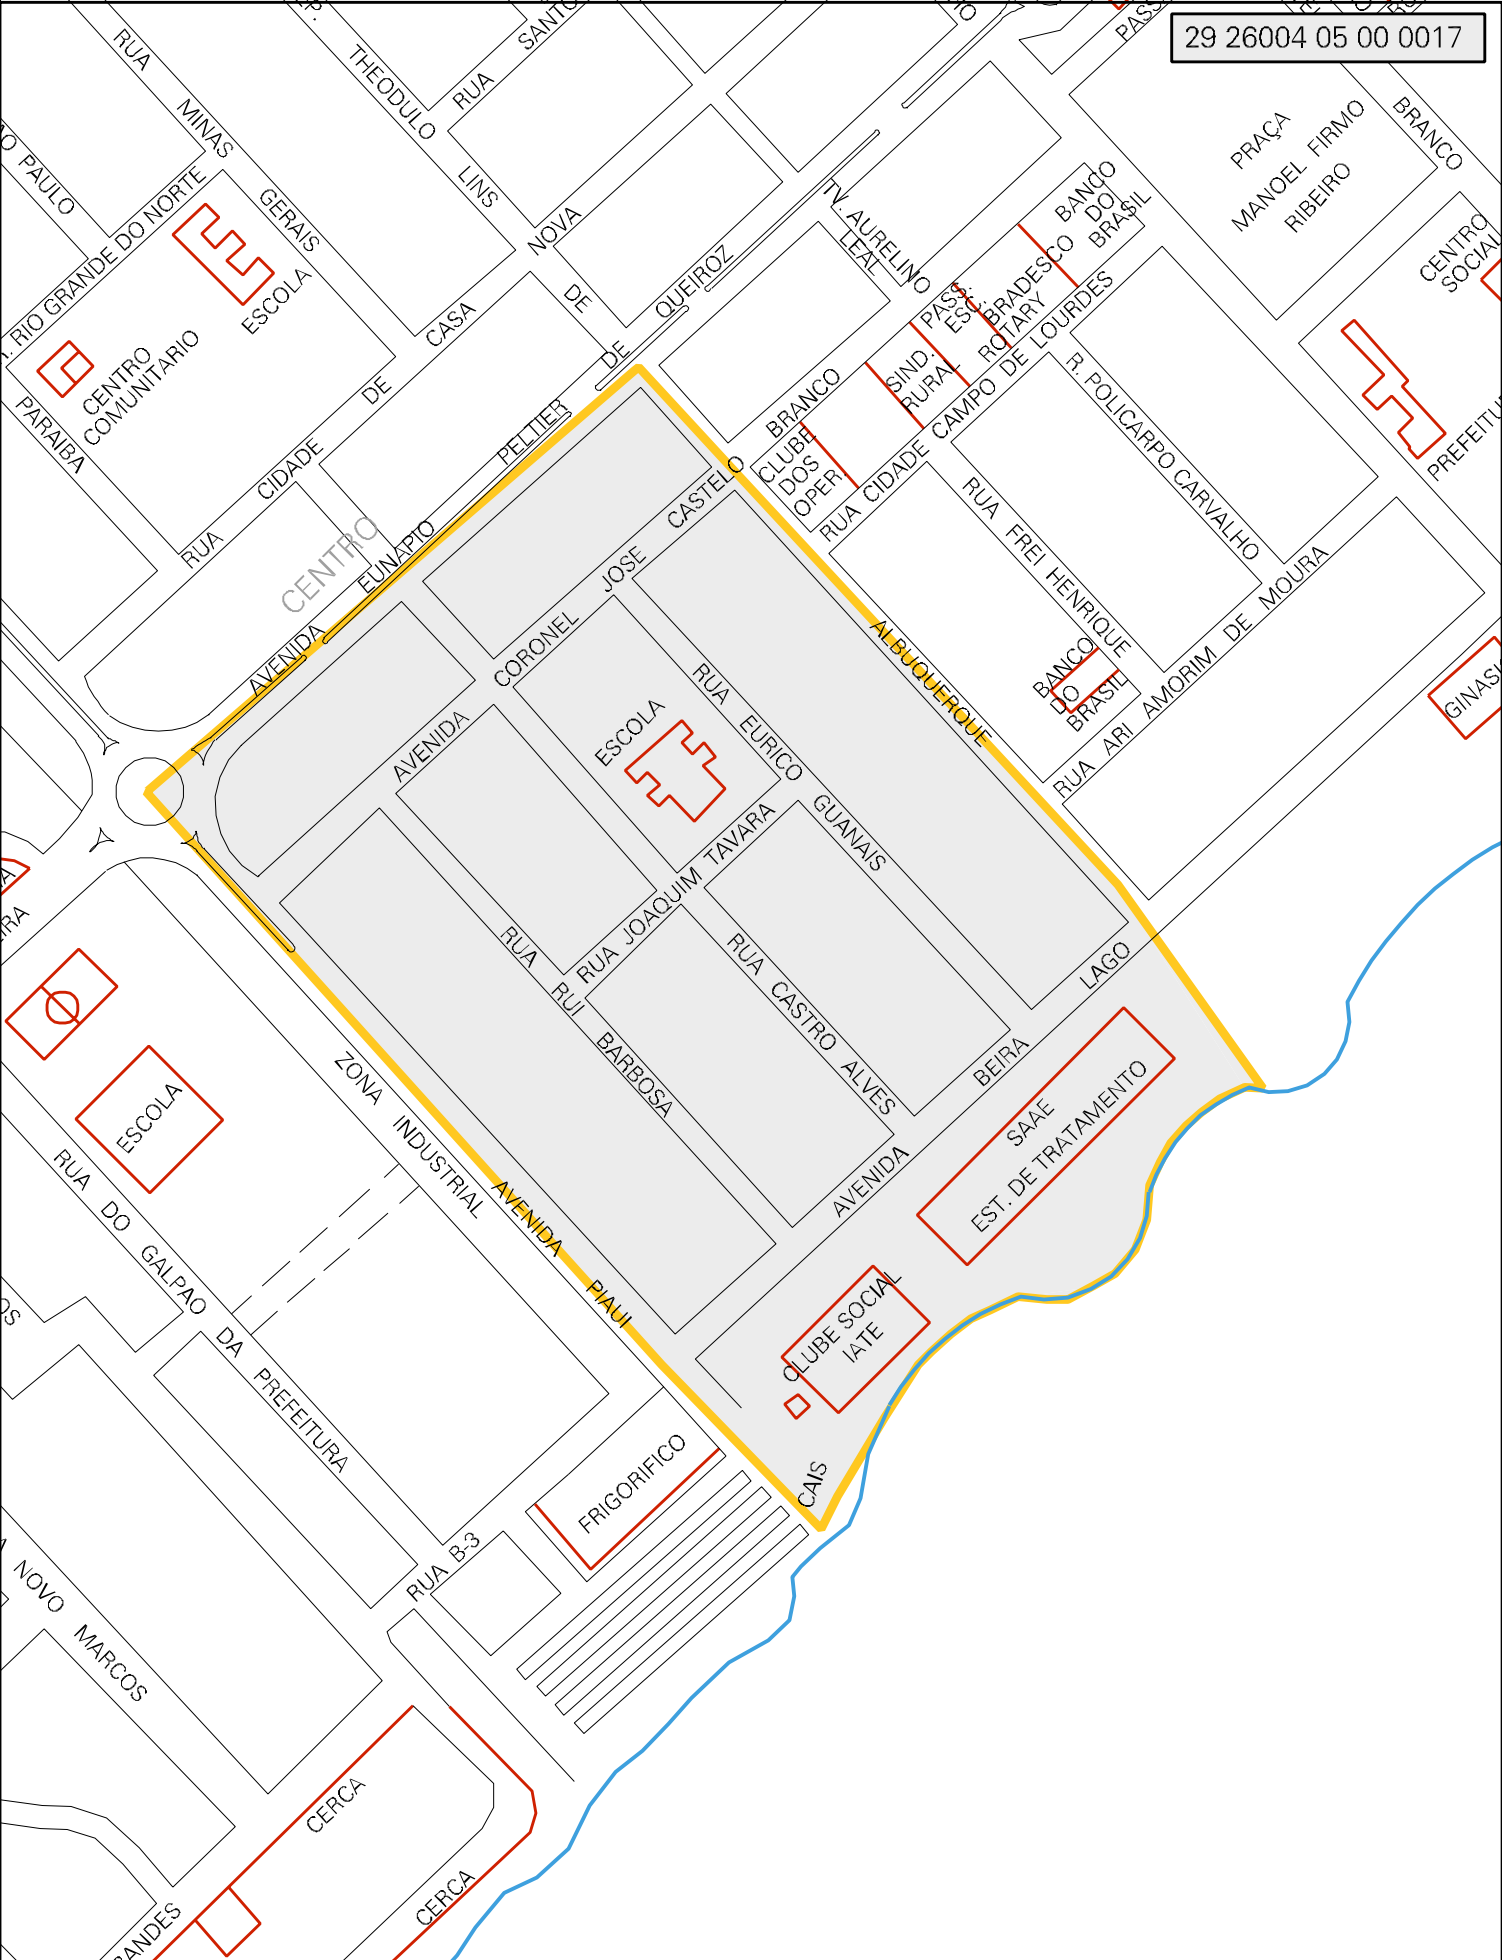 29 26004 05 00 0017
RUA MINAS GERAIS
THEODULO LINS
RUA
SANTO
PAULO
R. RIO GRANDE DO NORTE
ESCOLA
CENTRO
COMUNITARIO
PARAIBA
RUA CIDADE DE CASA NOVA
DE
CENTRO
AVENIDA EUNAPIO PELTIER DE QUEIROZ
TV. AURELINO
LEAL
PRAÇA
MANOEL FIRMO
RIBEIRO
BRANCO
CENTRO
SOCIAL
BANCO
DO
BRASIL
BRADESCO
ROTARY
PASS.
ESC.
SIND.
RURAL
CLUBE
DOS
OPER.
RUA CIDADE CAMPO DE LOURDES
R. POLICARPO CARVALHO
RUA FREI HENRIQUE
BANCO
DO
BRASIL
RUA ARI AMORIM DE MOURA
AVENIDA CORONEL JOSE CASTELO BRANCO
ALBUQUERQUE
ESCOLA
RUA EURICO GUANAIS
RUA JOAQUIM TAVARA
RUA RUI BARBOSA
RUA CASTRO ALVES
AVENIDA BEIRA LAGO
SAAE
EST. DE TRATAMENTO
CLUBE SOCIAL
IATE
CAIS
AVENIDA PIAUI
ZONA INDUSTRIAL
ESCOLA
RUA DO GALPAO DA PREFEITURA
FRIGORIFICO
RUA B-3
NOVO MARCOS
CERCA
CERCA